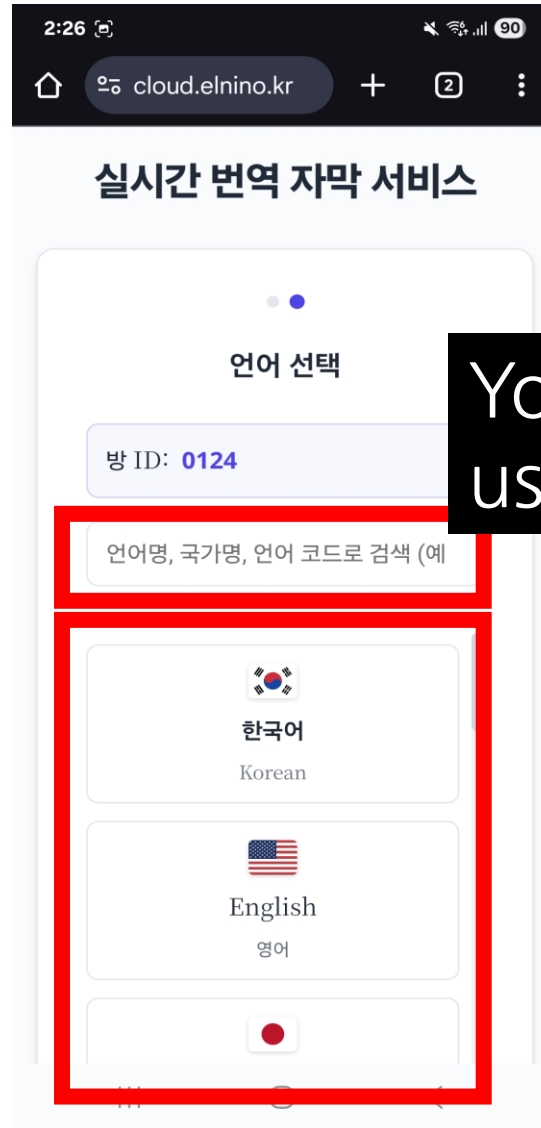 2:26
90
cloud.elnino.kr
2
실시간 번역 자막 서비스
언어 선택
방 ID: 0124
언어명, 국가명, 언어 코드로 검색 (예
한국어
Korean
English
영어